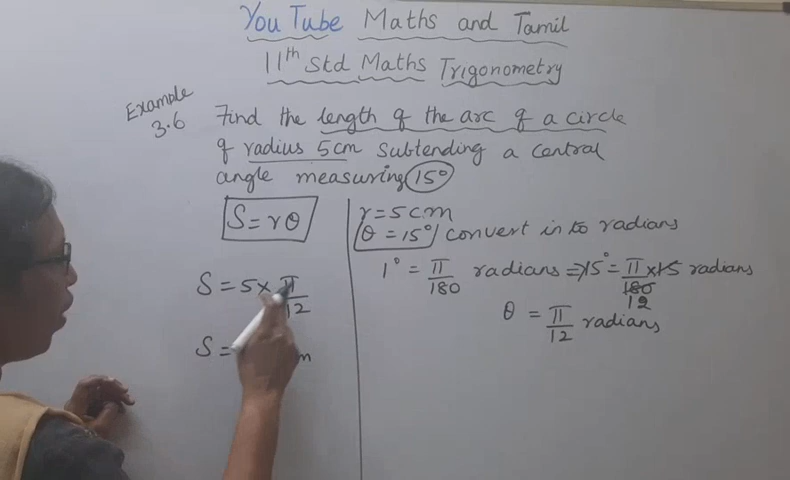 You Tube Maths and Tamil
11th Std Maths Trigonometry
Example 3.6
Find the length of the arc of a circle
of radius 5cm subtending a central
angle measuring 15°
S = rθ
r = 5cm
θ = 15° convert in to radians
1° = π/180 radians ⇒ 15° = π/180 × 15 radians
12
θ = π/12 radians
S = 5 × π/12
S =